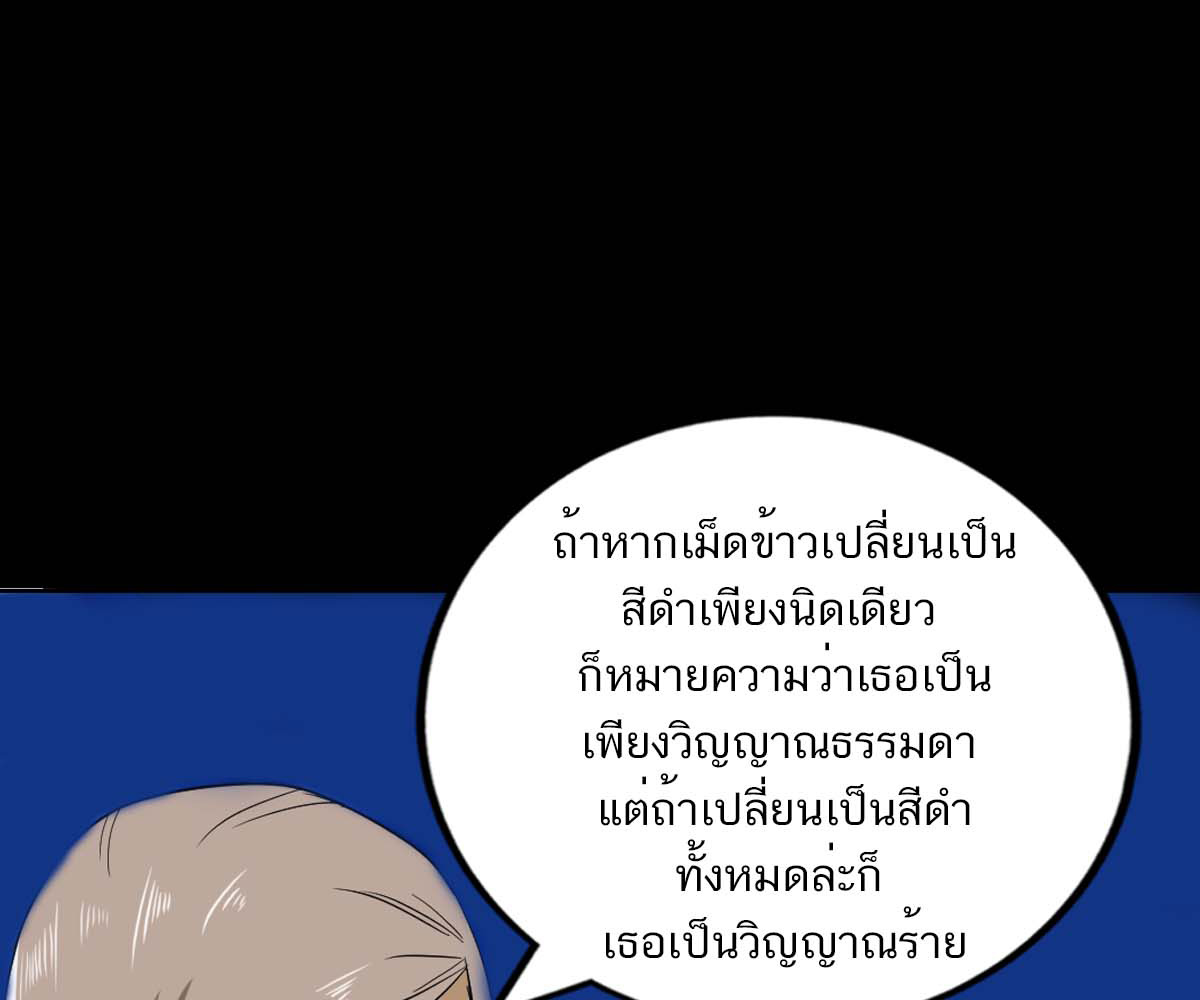 ถ้าหากเม็ดข้าวเปลี่ยนเป็น
สีดำเพียงนิดเดียว
ก็หมายความว่าเธอเป็น
เพียงวิญญาณธรรมดา
แต่ถ้าเปลี่ยนเป็นสีดำ
ทั้งหมดล่ะก็
เธอเป็นวิญญาณร้าย